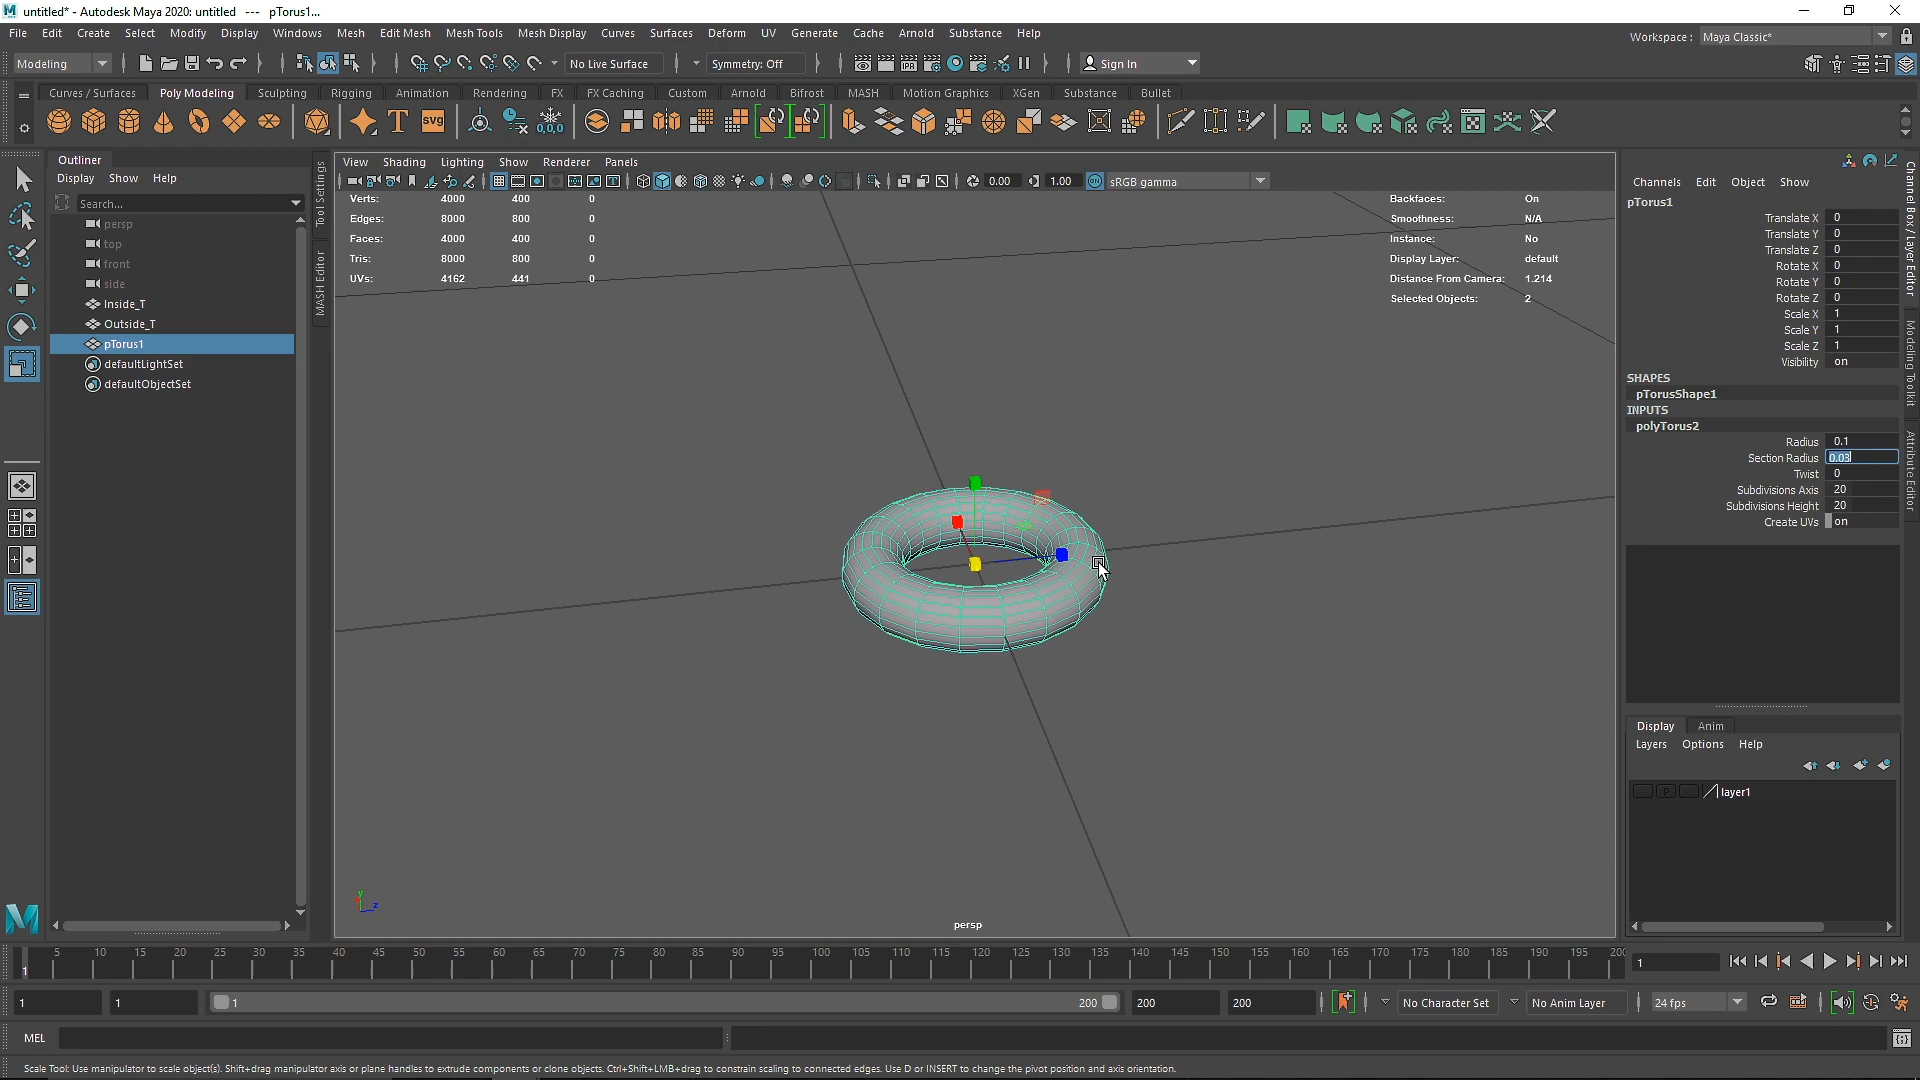 untitled* - Autodesk Maya 2020: untitled   ---   pTorus1...
File Edit Create Select Modify Display Windows Mesh Edit Mesh Mesh Tools Mesh Display Curves Surfaces Deform UV Generate Cache Arnold Substance Help
Workspace : Maya Classic*
Modeling No Live Surface Symmetry: Off Sign In
Curves / Surfaces Poly Modeling Sculpting Rigging Animation Rendering FX FX Caching Custom Arnold Bifrost MASH Motion Graphics XGen Substance Bullet
Outliner
Display Show Help
Search...
persp
top
front
side
Inside_T
Outside_T
pTorus1
defaultLightSet
defaultObjectSet
Tool Settings
MASH Editor
View Shading Lighting Show Renderer Panels
0.00 1.00 sRGB gamma
Verts: 4000 400 0
Edges: 8000 800 0
Faces: 4000 400 0
Tris: 8000 800 0
UVs: 4162 441 0
Backfaces: On
Smoothness: N/A
Instance: No
Display Layer: default
Distance From Camera: 1.214
Selected Objects: 2
persp
Channels Edit Object Show
pTorus1
Translate X 0
Translate Y 0
Translate Z 0
Rotate X 0
Rotate Y 0
Rotate Z 0
Scale X 1
Scale Y 1
Scale Z 1
Visibility on
SHAPES
pTorusShape1
INPUTS
polyTorus2
Radius 0.1
Section Radius 0.03
Twist 0
Subdivisions Axis 20
Subdivisions Height 20
Create UVs on
Channel Box / Layer Editor
Modeling Toolkit
Attribute Editor
Display Anim
Layers Options Help
P layer1
5 10 15 20 25 30 35 40 45 50 55 60 65 70 75 80 85 90 95 100 105 110 115 120 125 130 135 140 145 150 155 160 165 170 175 180 185 190 195 200
1
1
1 1 1 200 200 200 No Character Set No Anim Layer 24 fps
MEL
Scale Tool: Use manipulator to scale object(s). Shift+drag manipulator axis or plane handles to extrude components or clone objects. Ctrl+Shift+LMB+drag to constrain scaling to connected edges. Use D or INSERT to change the pivot position and axis orientation.